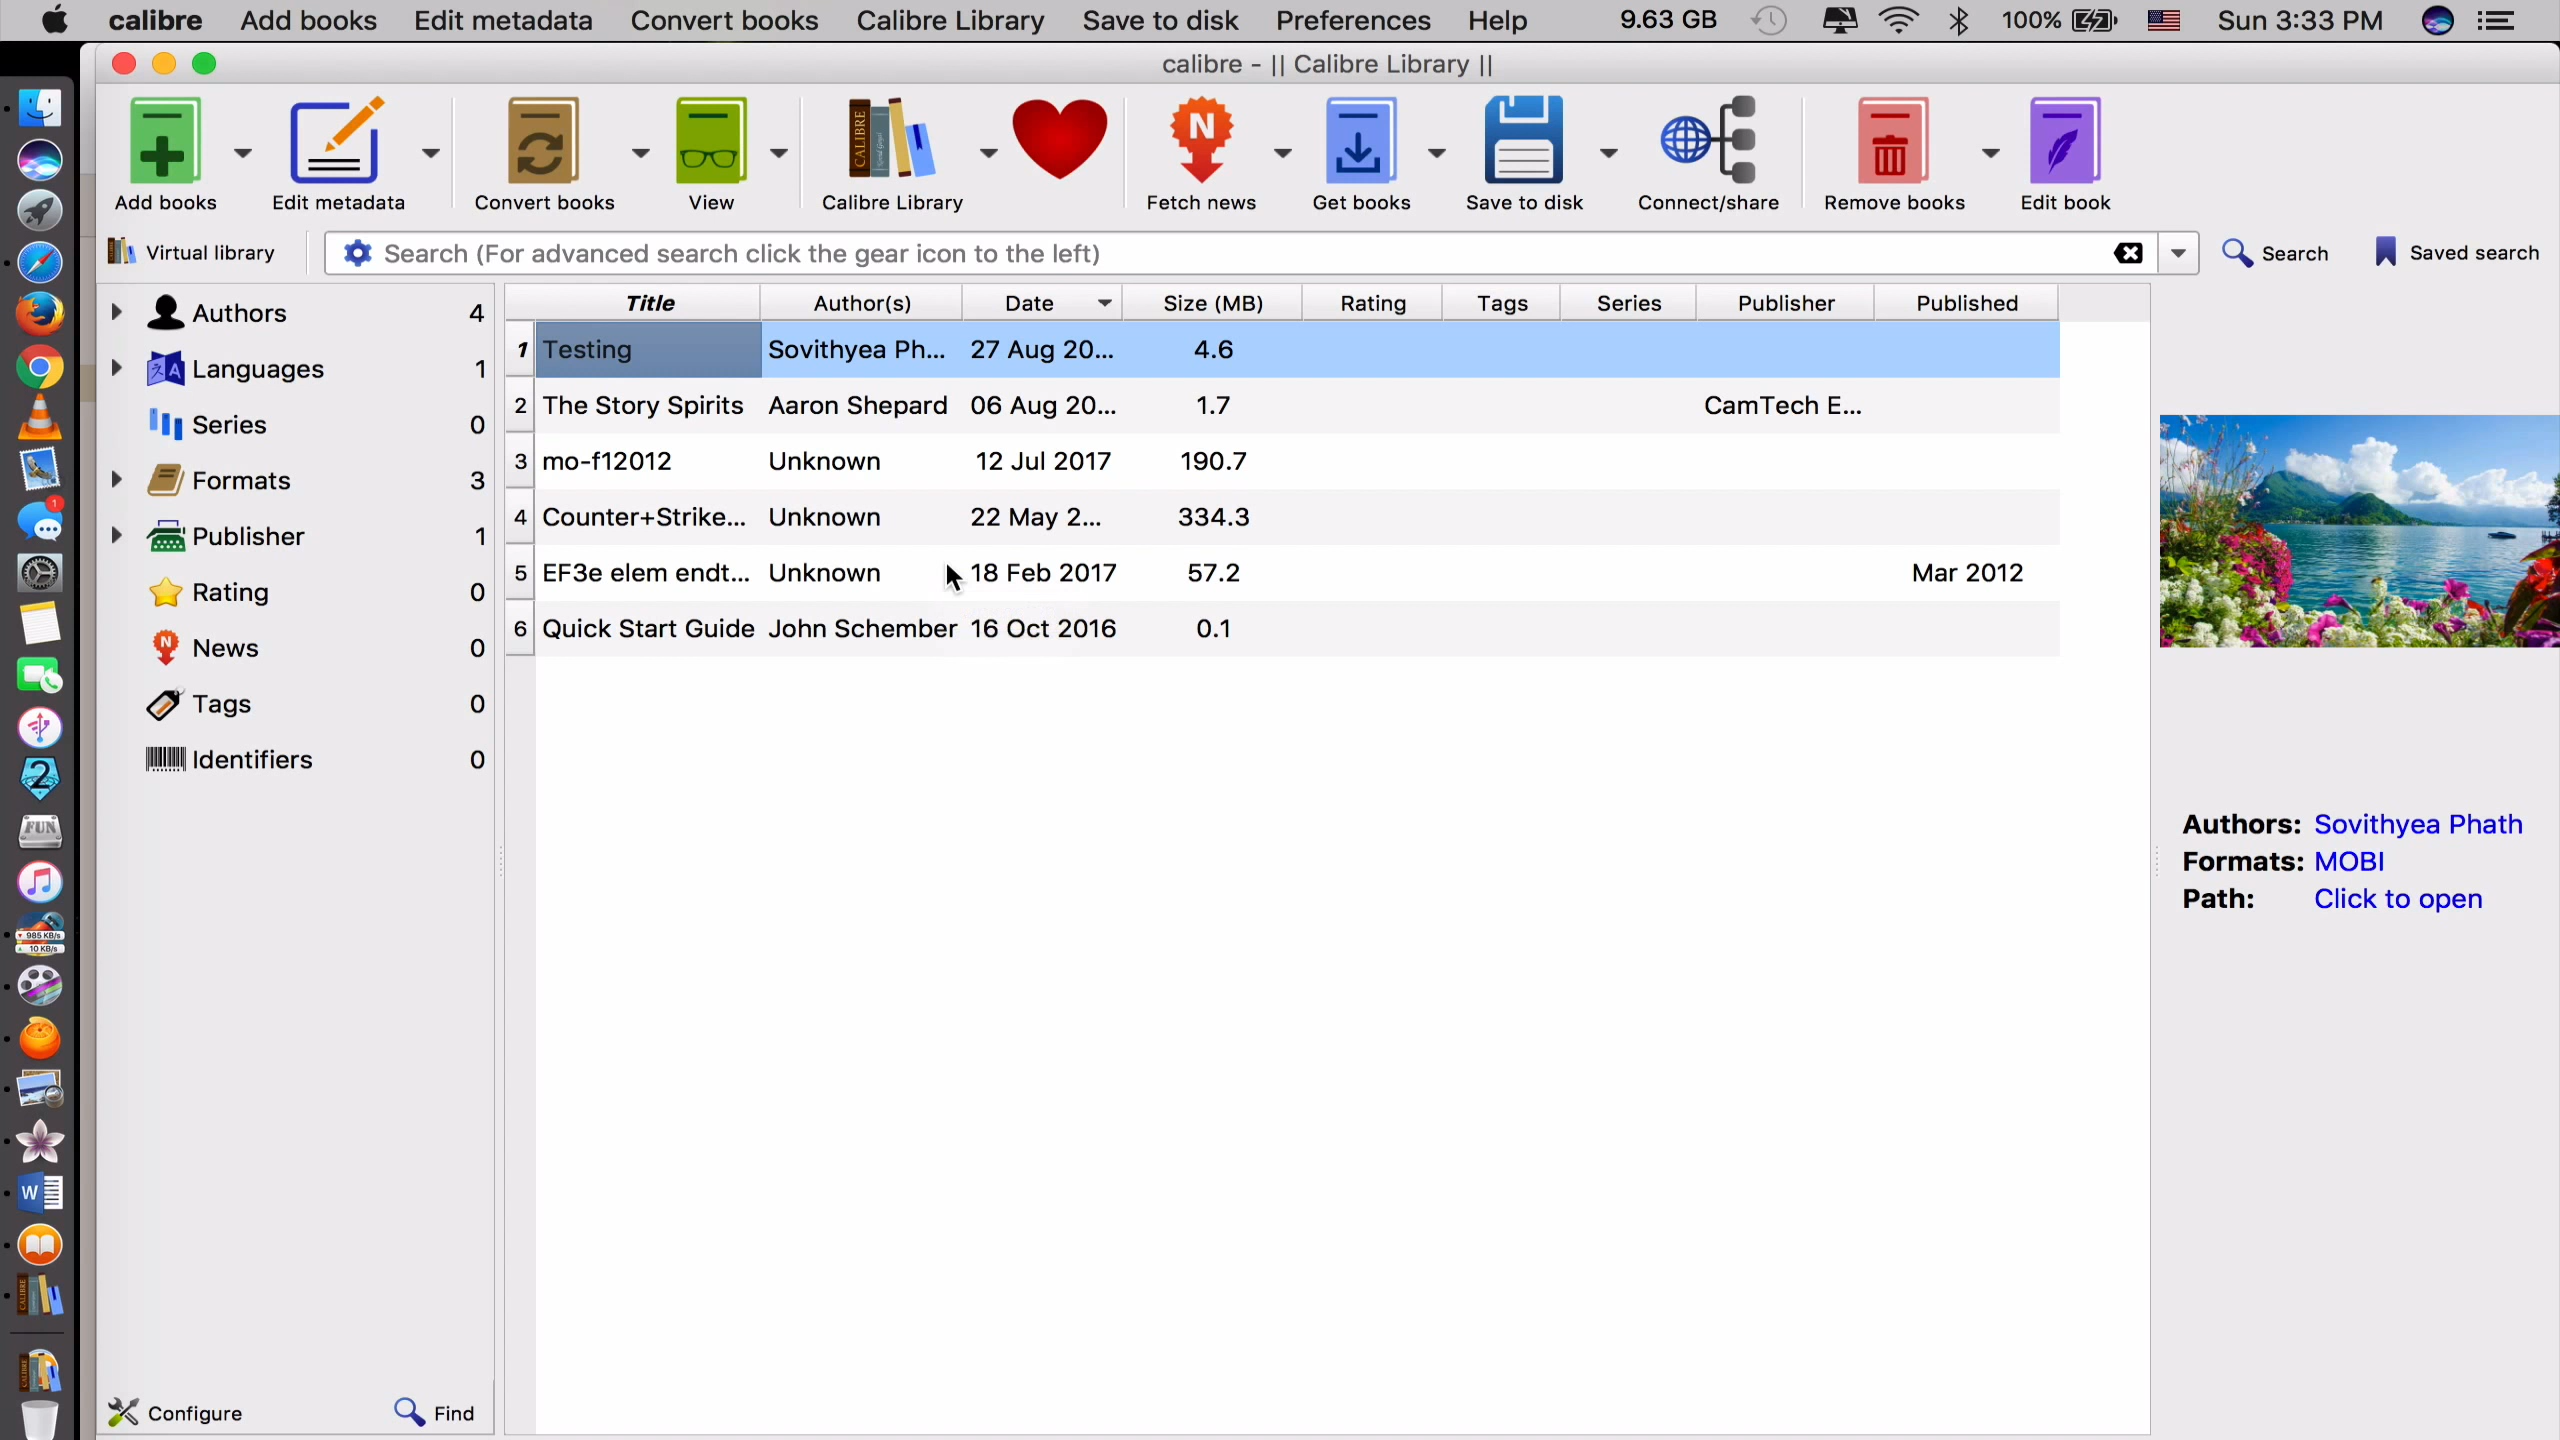 calibre Add books Edit metadata Convert books Calibre Library Save to disk Preferences Help 9.63 GB 100% Sun 3:33 PM
calibre - || Calibre Library ||
Add books Edit metadata Convert books View Calibre Library Fetch news Get books Save to disk Connect/share Remove books Edit book
Virtual library Search (For advanced search click the gear icon to the left) Search Saved search
Title Author(s) Date Size (MB) Rating Tags Series Publisher Published
Authors 4
Languages 1
Series 0
Formats 3
Publisher 1
Rating 0
News 0
Tags 0
Identifiers 0
1 Testing Sovithyea Ph... 27 Aug 20... 4.6
2 The Story Spirits Aaron Shepard 06 Aug 20... 1.7 CamTech E...
3 mo-f12012 Unknown 12 Jul 2017 190.7
4 Counter+Strike... Unknown 22 May 2... 334.3
5 EF3e elem endt... Unknown 18 Feb 2017 57.2 Mar 2012
6 Quick Start Guide John Schember 16 Oct 2016 0.1
Authors: Sovithyea Phath
Formats: MOBI
Path: Click to open
Configure Find
1
2
FUN
985 KB/s
10 KB/s
W
CALIBRE